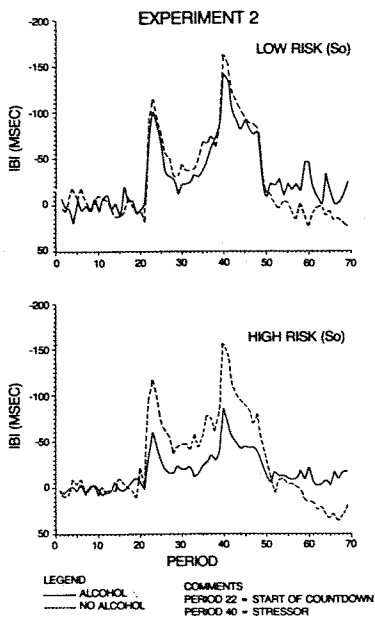 EXPERIMENT 2
LOW RISK (So)
-200
-150
-100
-50
0
50
IBI (MSEC)
0 10 20 30 40 50 60 70
HIGH RISK (So)
-200
-150
-100
-50
0
50
IBI (MSEC)
0 10 20 30 40 50 60 70
PERIOD
LEGEND
ALCOHOL
NO ALCOHOL
COMMENTS
PERIOD 22 = START OF COUNTDOWN
PERIOD 40 = STRESSOR